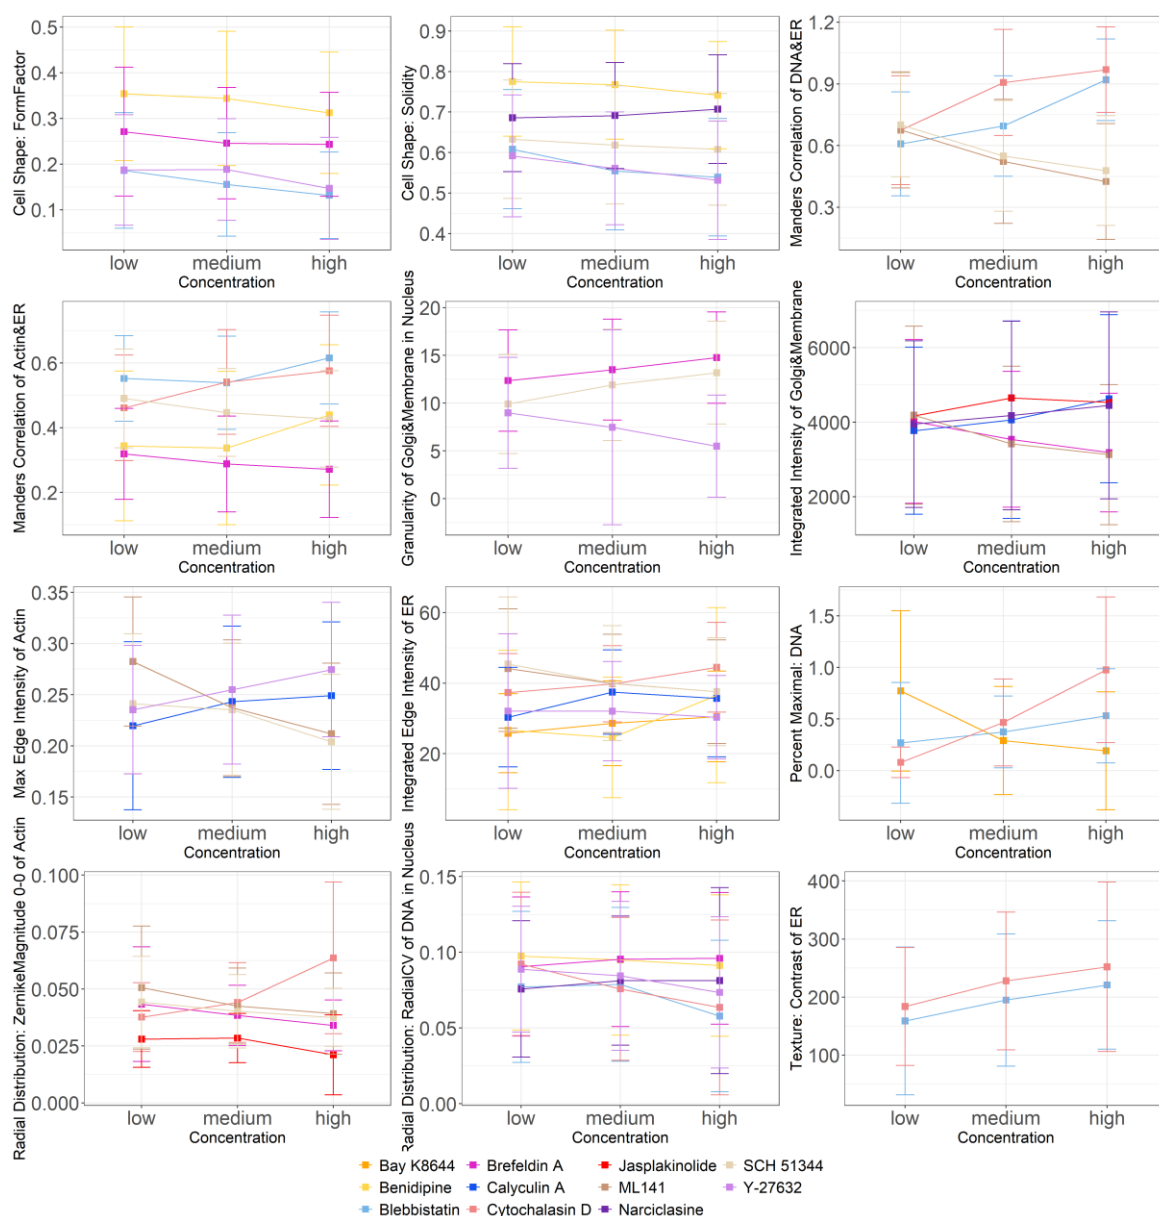 Cell Shape: FormFactor
0.5
0.4
0.3
0.2
0.1
low medium high
Concentration
Cell Shape: Solidity
0.9
0.8
0.7
0.6
0.5
0.4
low medium high
Concentration
Manders Correlation of DNA&ER
1.2
0.9
0.6
0.3
low medium high
Concentration
Manders Correlation of Actin&ER
0.6
0.4
0.2
low medium high
Concentration
Granularity of Golgi&Membrane in Nucleus
20
15
10
5
0
low medium high
Concentration
Integrated Intensity of Golgi&Membrane
6000
4000
2000
low medium high
Concentration
Max Edge Intensity of Actin
0.35
0.30
0.25
0.20
0.15
low medium high
Concentration
Integrated Edge Intensity of ER
60
40
20
low medium high
Concentration
Percent Maximal: DNA
1.5
1.0
0.5
0.0
low medium high
Concentration
Radial Distribution: ZernikeMagnitude 0-0 of Actin
0.100
0.075
0.050
0.025
0.000
low medium high
Concentration
Radial Distribution: RadialCV of DNA in Nucleus
0.15
0.10
0.05
0.00
low medium high
Concentration
Texture: Contrast of ER
400
300
200
100
low medium high
Concentration
Bay K8644 Brefeldin A Jasplakinolide SCH 51344
Benidipine Calyculin A ML141 Y-27632
Blebbistatin Cytochalasin D Narciclasine